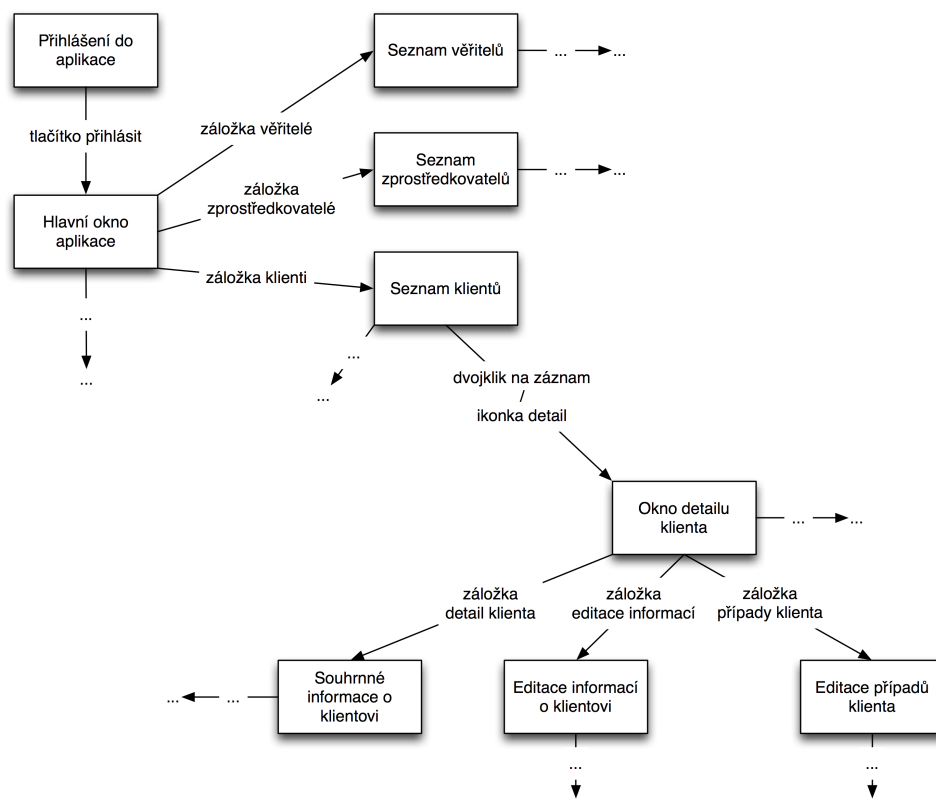 Přihlášení do
aplikace
Seznam věřitelů
... ...
tlačítko přihlásit
záložka věřitelé
Seznam
zprostředkovatelů
... ...
záložka
zprostředkovatelé
Hlavní okno
aplikace
záložka klienti
Seznam klientů
...
...
...
...
dvojklik na záznam
/
ikonka detail
Okno detailu
klienta
... ...
záložka
detail klienta
záložka
editace informací
záložka
případy klienta
... ...
Souhrnné
informace o
klientovi
Editace informací
o klientovi
Editace případů
klienta
...
...